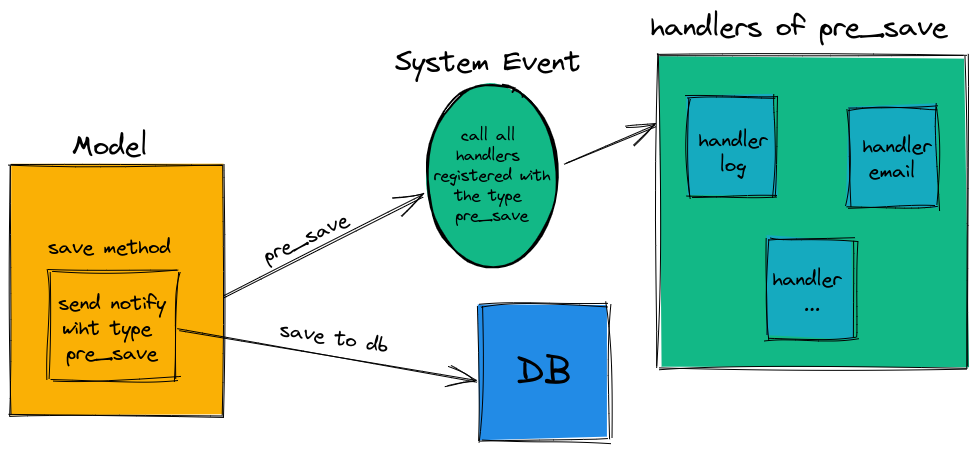 Model
save method
send notify
wiht type
pre_save
pre_save
save to db
System Event
call all
handlers
registered with
the type
pre_save
DB
handlers of pre_save
handler
log
handler
email
handler
...